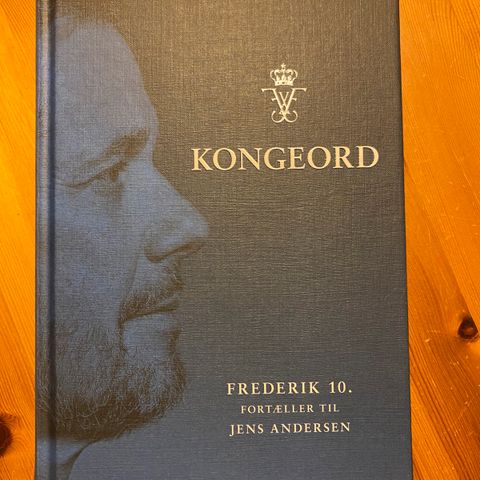 KONGEORD
FREDERIK 10.
FORTÆLLER TIL
JENS ANDERSEN